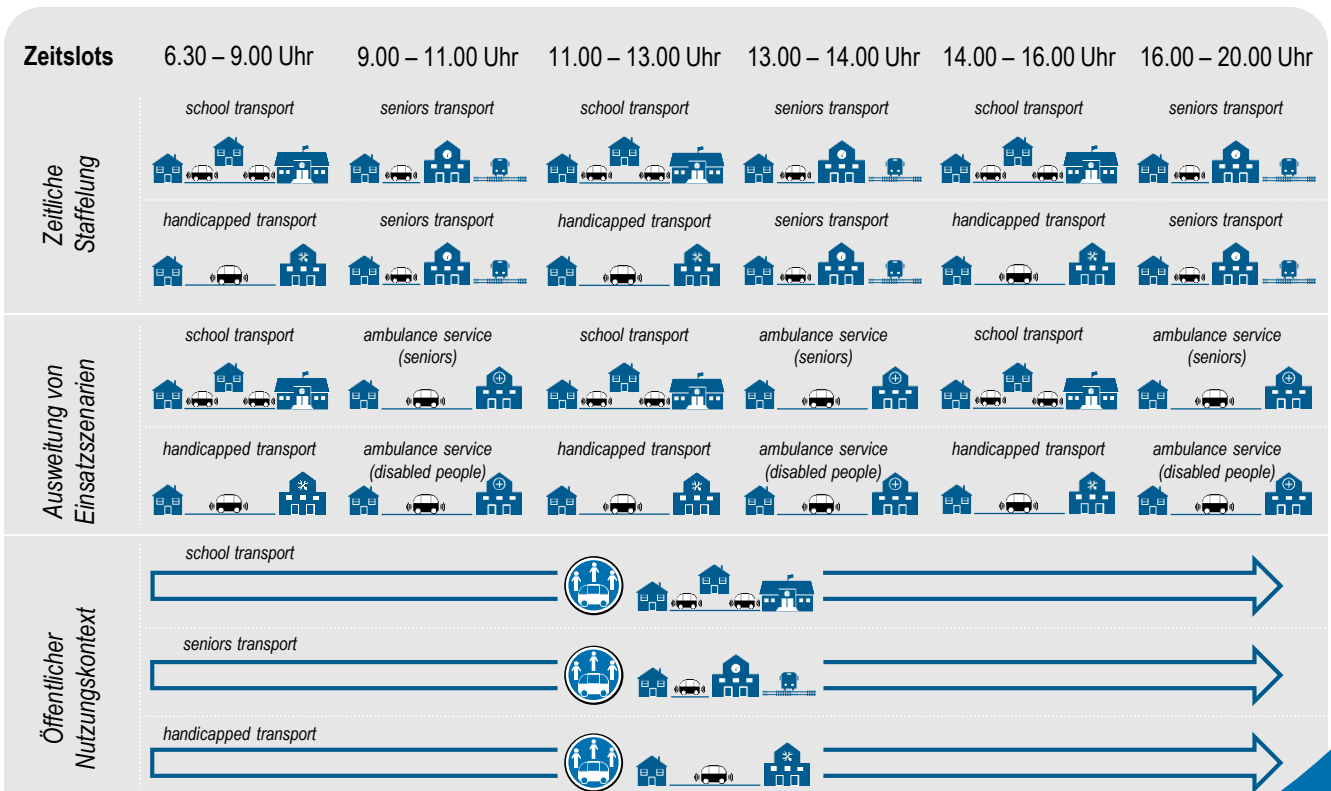 Zeitslots 6.30 – 9.00 Uhr 9.00 – 11.00 Uhr 11.00 – 13.00 Uhr 13.00 – 14.00 Uhr 14.00 – 16.00 Uhr 16.00 – 20.00 Uhr
Zeitliche
Staffelung
school transport seniors transport school transport seniors transport school transport seniors transport
handicapped transport seniors transport handicapped transport seniors transport handicapped transport seniors transport
Ausweitung von
Einsatzszenarien
school transport ambulance service school transport ambulance service school transport ambulance service
(seniors) (seniors) (seniors)
handicapped transport ambulance service handicapped transport ambulance service handicapped transport ambulance service
(disabled people) (disabled people) (disabled people)
Öffentlicher
Nutzungskontext
school transport
seniors transport
handicapped transport